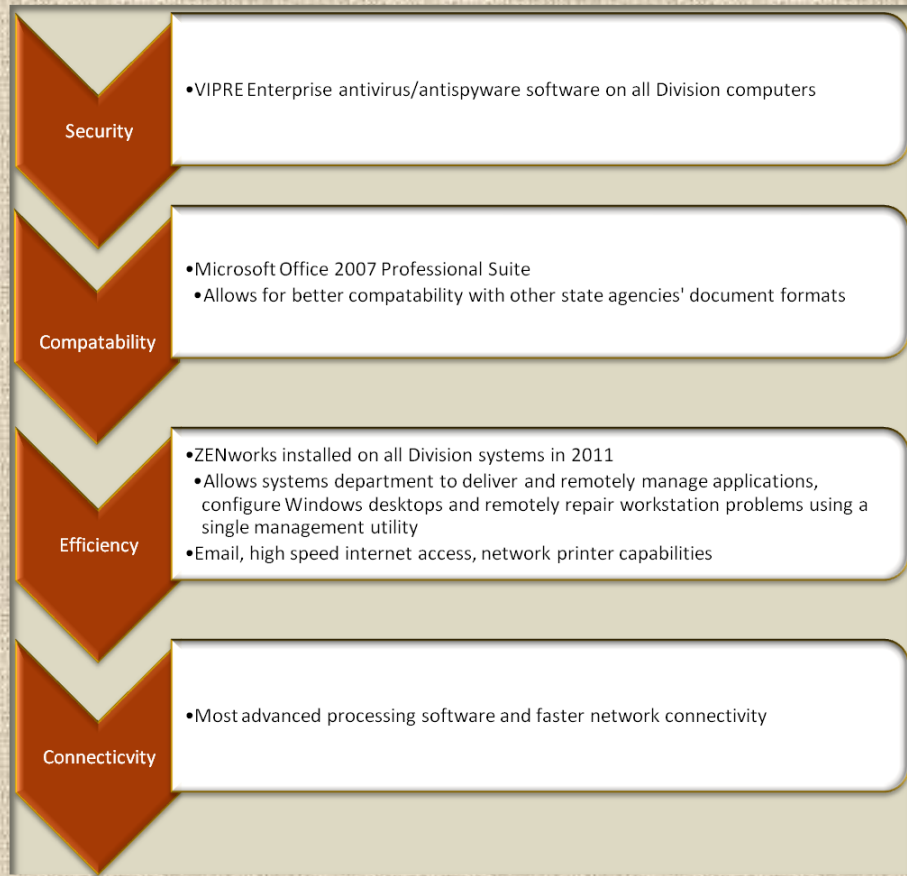 Security
•VIPRE Enterprise antivirus/antispyware software on all Division computers
Compatability
•Microsoft Office 2007 Professional Suite
•Allows for better compatability with other state agencies' document formats
Efficiency
•ZENworks installed on all Division systems in 2011
•Allows systems department to deliver and remotely manage applications,
configure Windows desktops and remotely repair workstation problems using a
single management utility
•Email, high speed internet access, network printer capabilities
Connecticvity
•Most advanced processing software and faster network connectivity